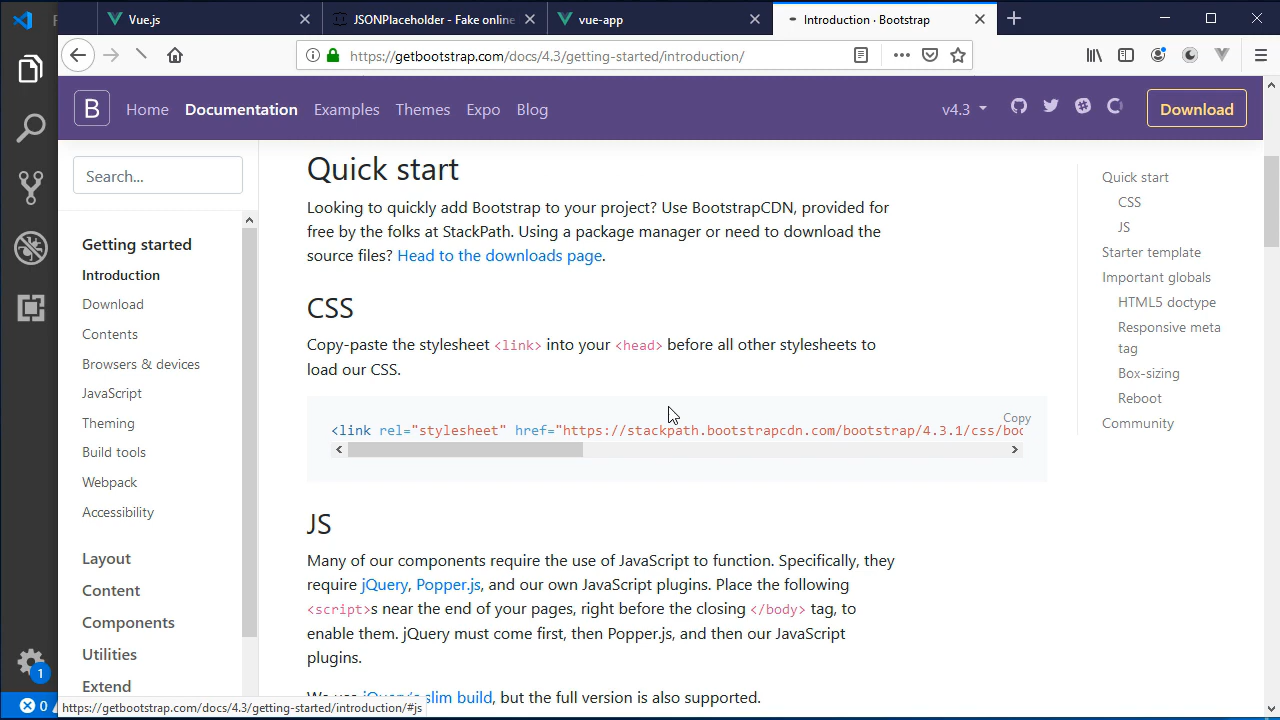 Vue.js
JSONPlaceholder - Fake online
vue-app
Introduction · Bootstrap
https://getbootstrap.com/docs/4.3/getting-started/introduction/
B
Home
Documentation
Examples
Themes
Expo
Blog
v4.3
Download
Search...
Getting started
Introduction
Download
Contents
Browsers & devices
JavaScript
Theming
Build tools
Webpack
Accessibility
Layout
Content
Components
Utilities
Extend
Quick start
Looking to quickly add Bootstrap to your project? Use BootstrapCDN, provided for
free by the folks at StackPath. Using a package manager or need to download the
source files? Head to the downloads page.
CSS
Copy-paste the stylesheet <link> into your <head> before all other stylesheets to
load our CSS.
Copy
<link rel="stylesheet" href="https://stackpath.bootstrapcdn.com/bootstrap/4.3.1/css/boo
JS
Many of our components require the use of JavaScript to function. Specifically, they
require jQuery, Popper.js, and our own JavaScript plugins. Place the following
<script>s near the end of your pages, right before the closing </body> tag, to
enable them. jQuery must come first, then Popper.js, and then our JavaScript
plugins.
We use jQuery's slim build, but the full version is also supported.
Quick start
CSS
JS
Starter template
Important globals
HTML5 doctype
Responsive meta
tag
Box-sizing
Reboot
Community
1
0
https://getbootstrap.com/docs/4.3/getting-started/introduction/#js